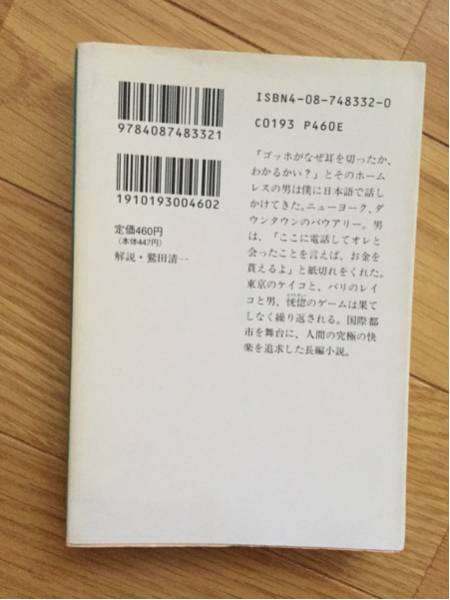 9784087483321
1910193004602
定価460円
(本体447円)
解説・鷲田清一
ISBN4-08-748332-0
C0193 P460E
「ゴッホがなぜ耳を切ったか、
わかるかい?」とそのホーム
レスの男は僕に日本語で話し
かけてきた。ニューヨーク、ダ
ウンタウンのバウアリー。男
は、「ここに電話してオレと
会ったことを言えば、お金を
貰えるよ」と紙切れをくれた。
東京のケイコと、パリのレイ
コと男、恍惚のゲームは果て
しなく繰り返される。国際都
市を舞台に、人間の究極の快
楽を追求した長編小説。